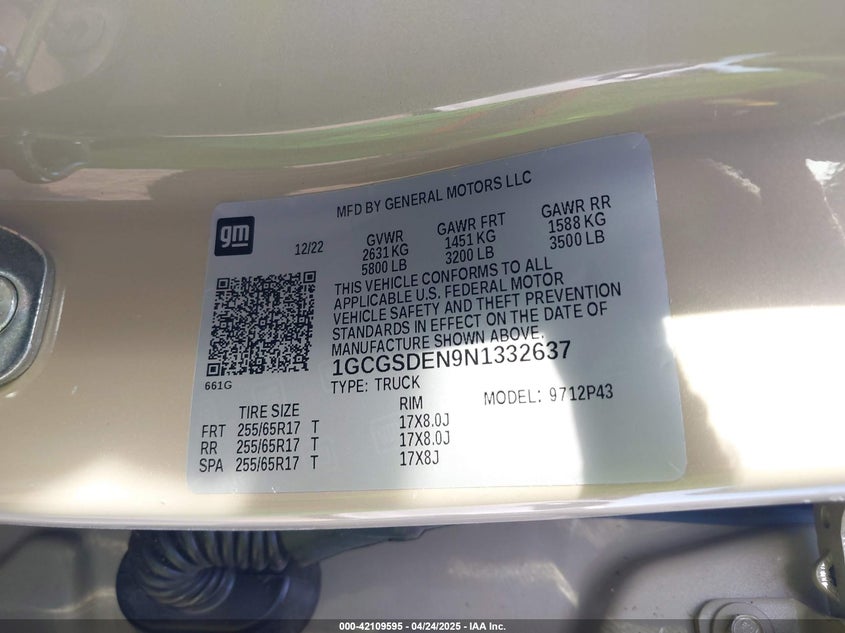 MFD BY GENERAL MOTORS LLC
gm
12/22
GVWR
2631 KG
5800 LB
GAWR FRT
1451 KG
3200 LB
GAWR RR
1588 KG
3500 LB
THIS VEHICLE CONFORMS TO ALL
APPLICABLE U.S. FEDERAL MOTOR
VEHICLE SAFETY AND THEFT PREVENTION
STANDARDS IN EFFECT ON THE DATE OF
MANUFACTURE SHOWN ABOVE.
1GCGSDEN9N1332637
661G
TYPE: TRUCK
MODEL: 9712P43
TIRE SIZE RIM
FRT 255/65R17 T 17X8.0J
RR 255/65R17 T 17X8.0J
SPA 255/65R17 T 17X8J
000-42109595 - 04/24/2025 - IAA Inc.